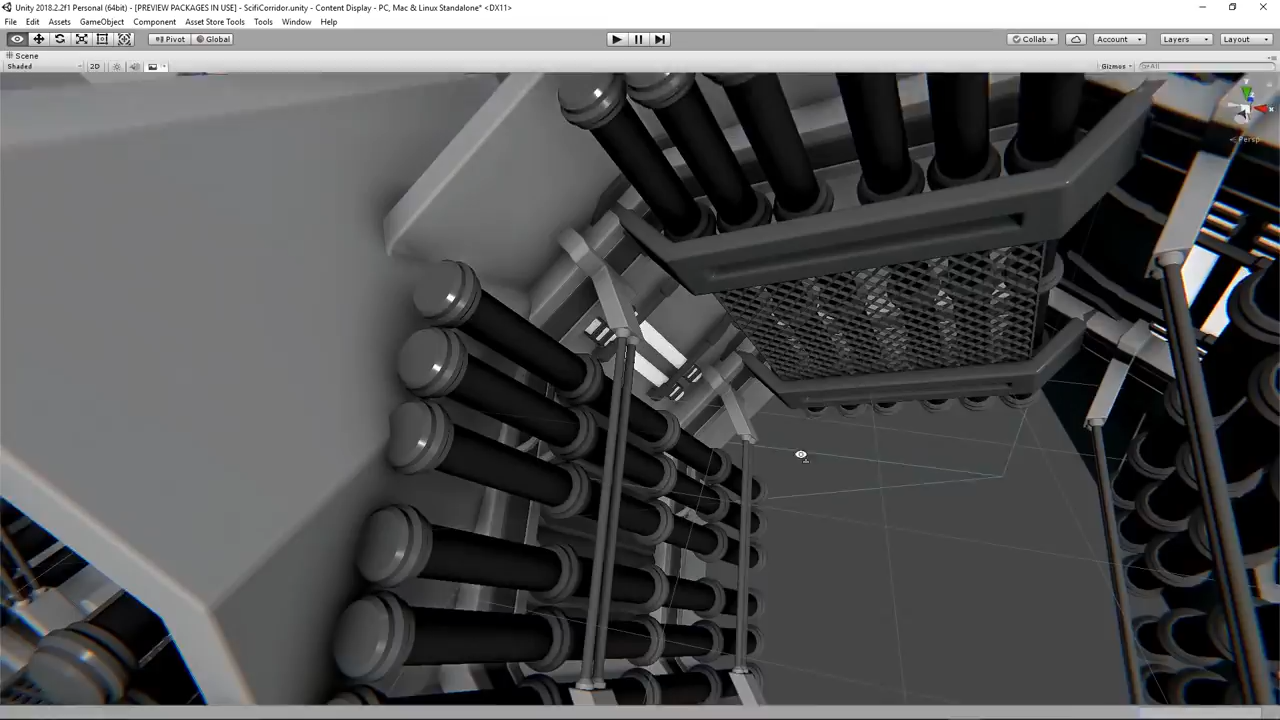 Unity 2018.2.2f1 Personal (64bit) - [PREVIEW PACKAGES IN USE] - ScifiCorridor.unity - Content Display - PC, Mac & Linux Standalone* <DX11>
File Edit Assets GameObject Component Asset Store Tools Tools Window Help
Pivot Global Collab Account Layers Layout
Scene
Shaded 2D Gizmos All
Persp